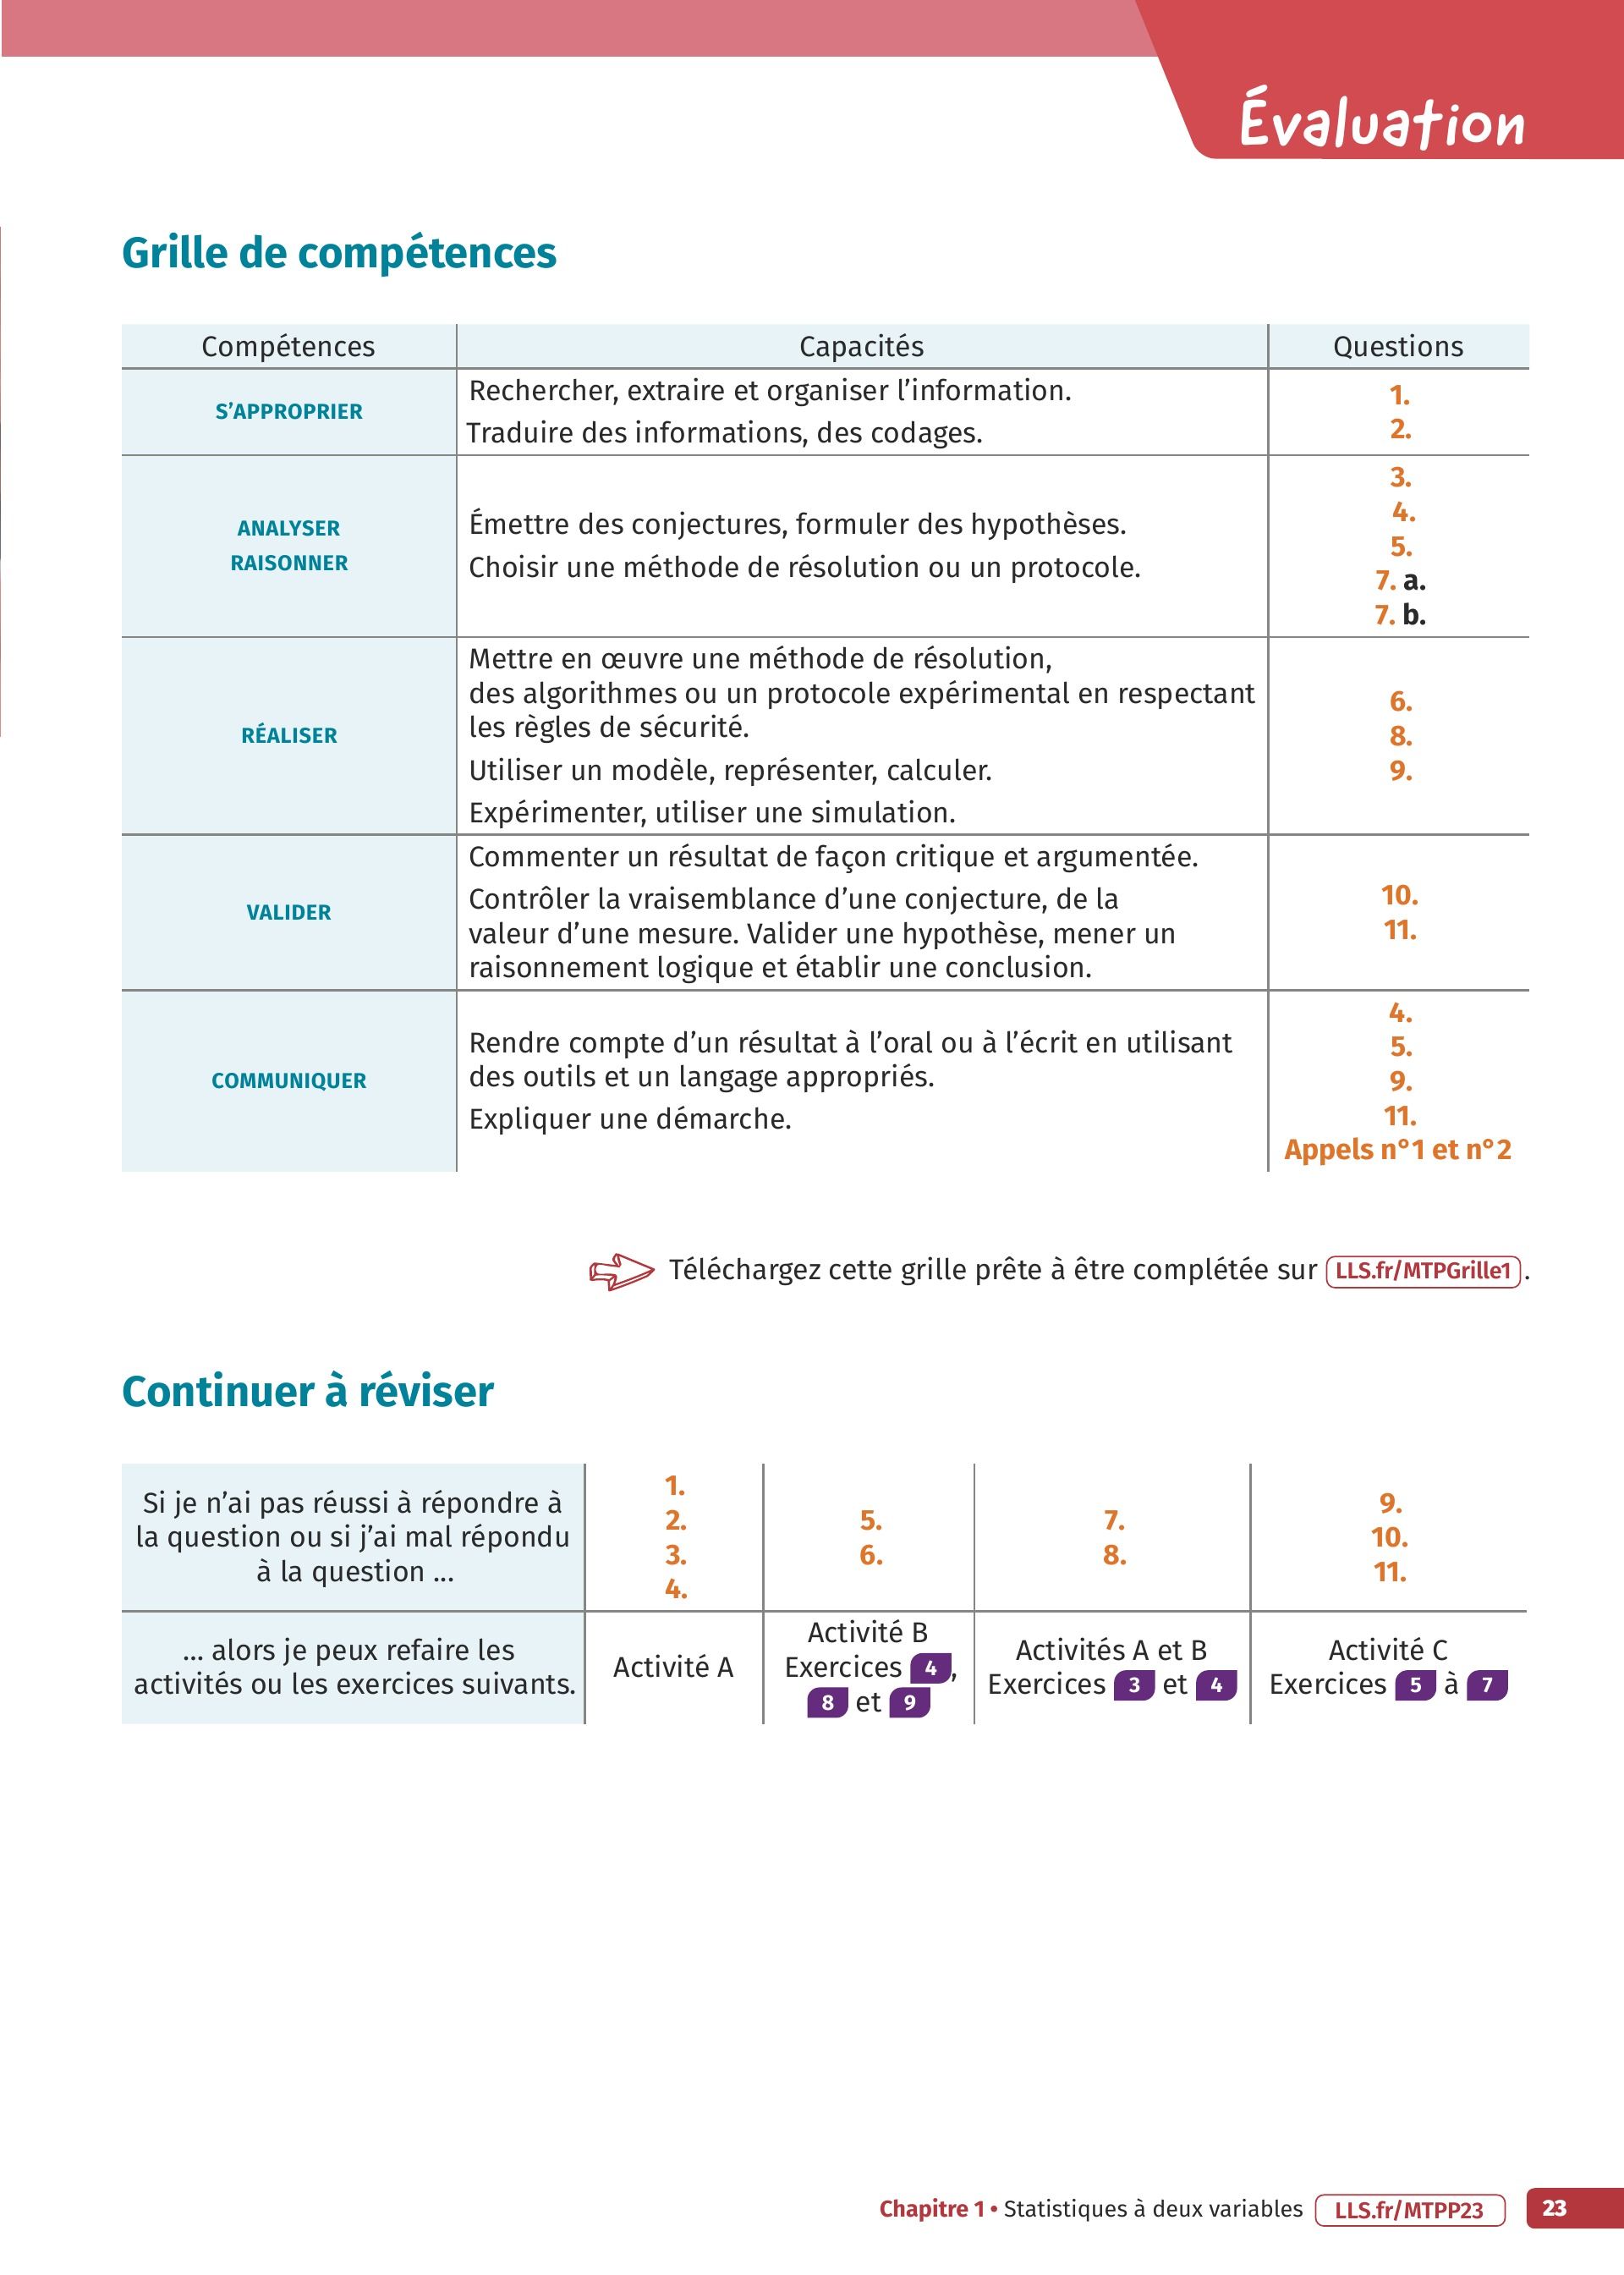 Évaluation
Grille de compétences
Compétences
Capacités
Questions
S'APPROPRIER
Rechercher, extraire et organiser l'information.
Traduire des informations, des codages.
1.
2.
ANALYSER
RAISONNER
Émettre des conjectures, formuler des hypothèses.
Choisir une méthode de résolution ou un protocole.
3.
4.
5.
7. a.
7. b.
RÉALISER
Mettre en œuvre une méthode de résolution,
des algorithmes ou un protocole expérimental en respectant
les règles de sécurité.
Utiliser un modèle, représenter, calculer.
Expérimenter, utiliser une simulation.
6.
8.
9.
VALIDER
Commenter un résultat de façon critique et argumentée.
Contrôler la vraisemblance d'une conjecture, de la
valeur d'une mesure. Valider une hypothèse, mener un
raisonnement logique et établir une conclusion.
10.
11.
COMMUNIQUER
Rendre compte d'un résultat à l'oral ou à l'écrit en utilisant
des outils et un langage appropriés.
Expliquer une démarche.
4.
5.
9.
11.
Appels n°1 et n°2
Téléchargez cette grille prête à être complétée sur LLS.fr/MTPGrille1.
Continuer à réviser
Si je n'ai pas réussi à répondre à
la question ou si j'ai mal répondu
à la question ...
1.
2.
3.
4.
5.
6.
7.
8.
9.
10.
11.
... alors je peux refaire les
activités ou les exercices suivants.
Activité A
Activité B
Exercices 4,
8 et 9
Activités A et B
Exercices 3 et 4
Activité C
Exercices 5 à 7
Chapitre 1 • Statistiques à deux variables LLS.fr/MTPP23 23